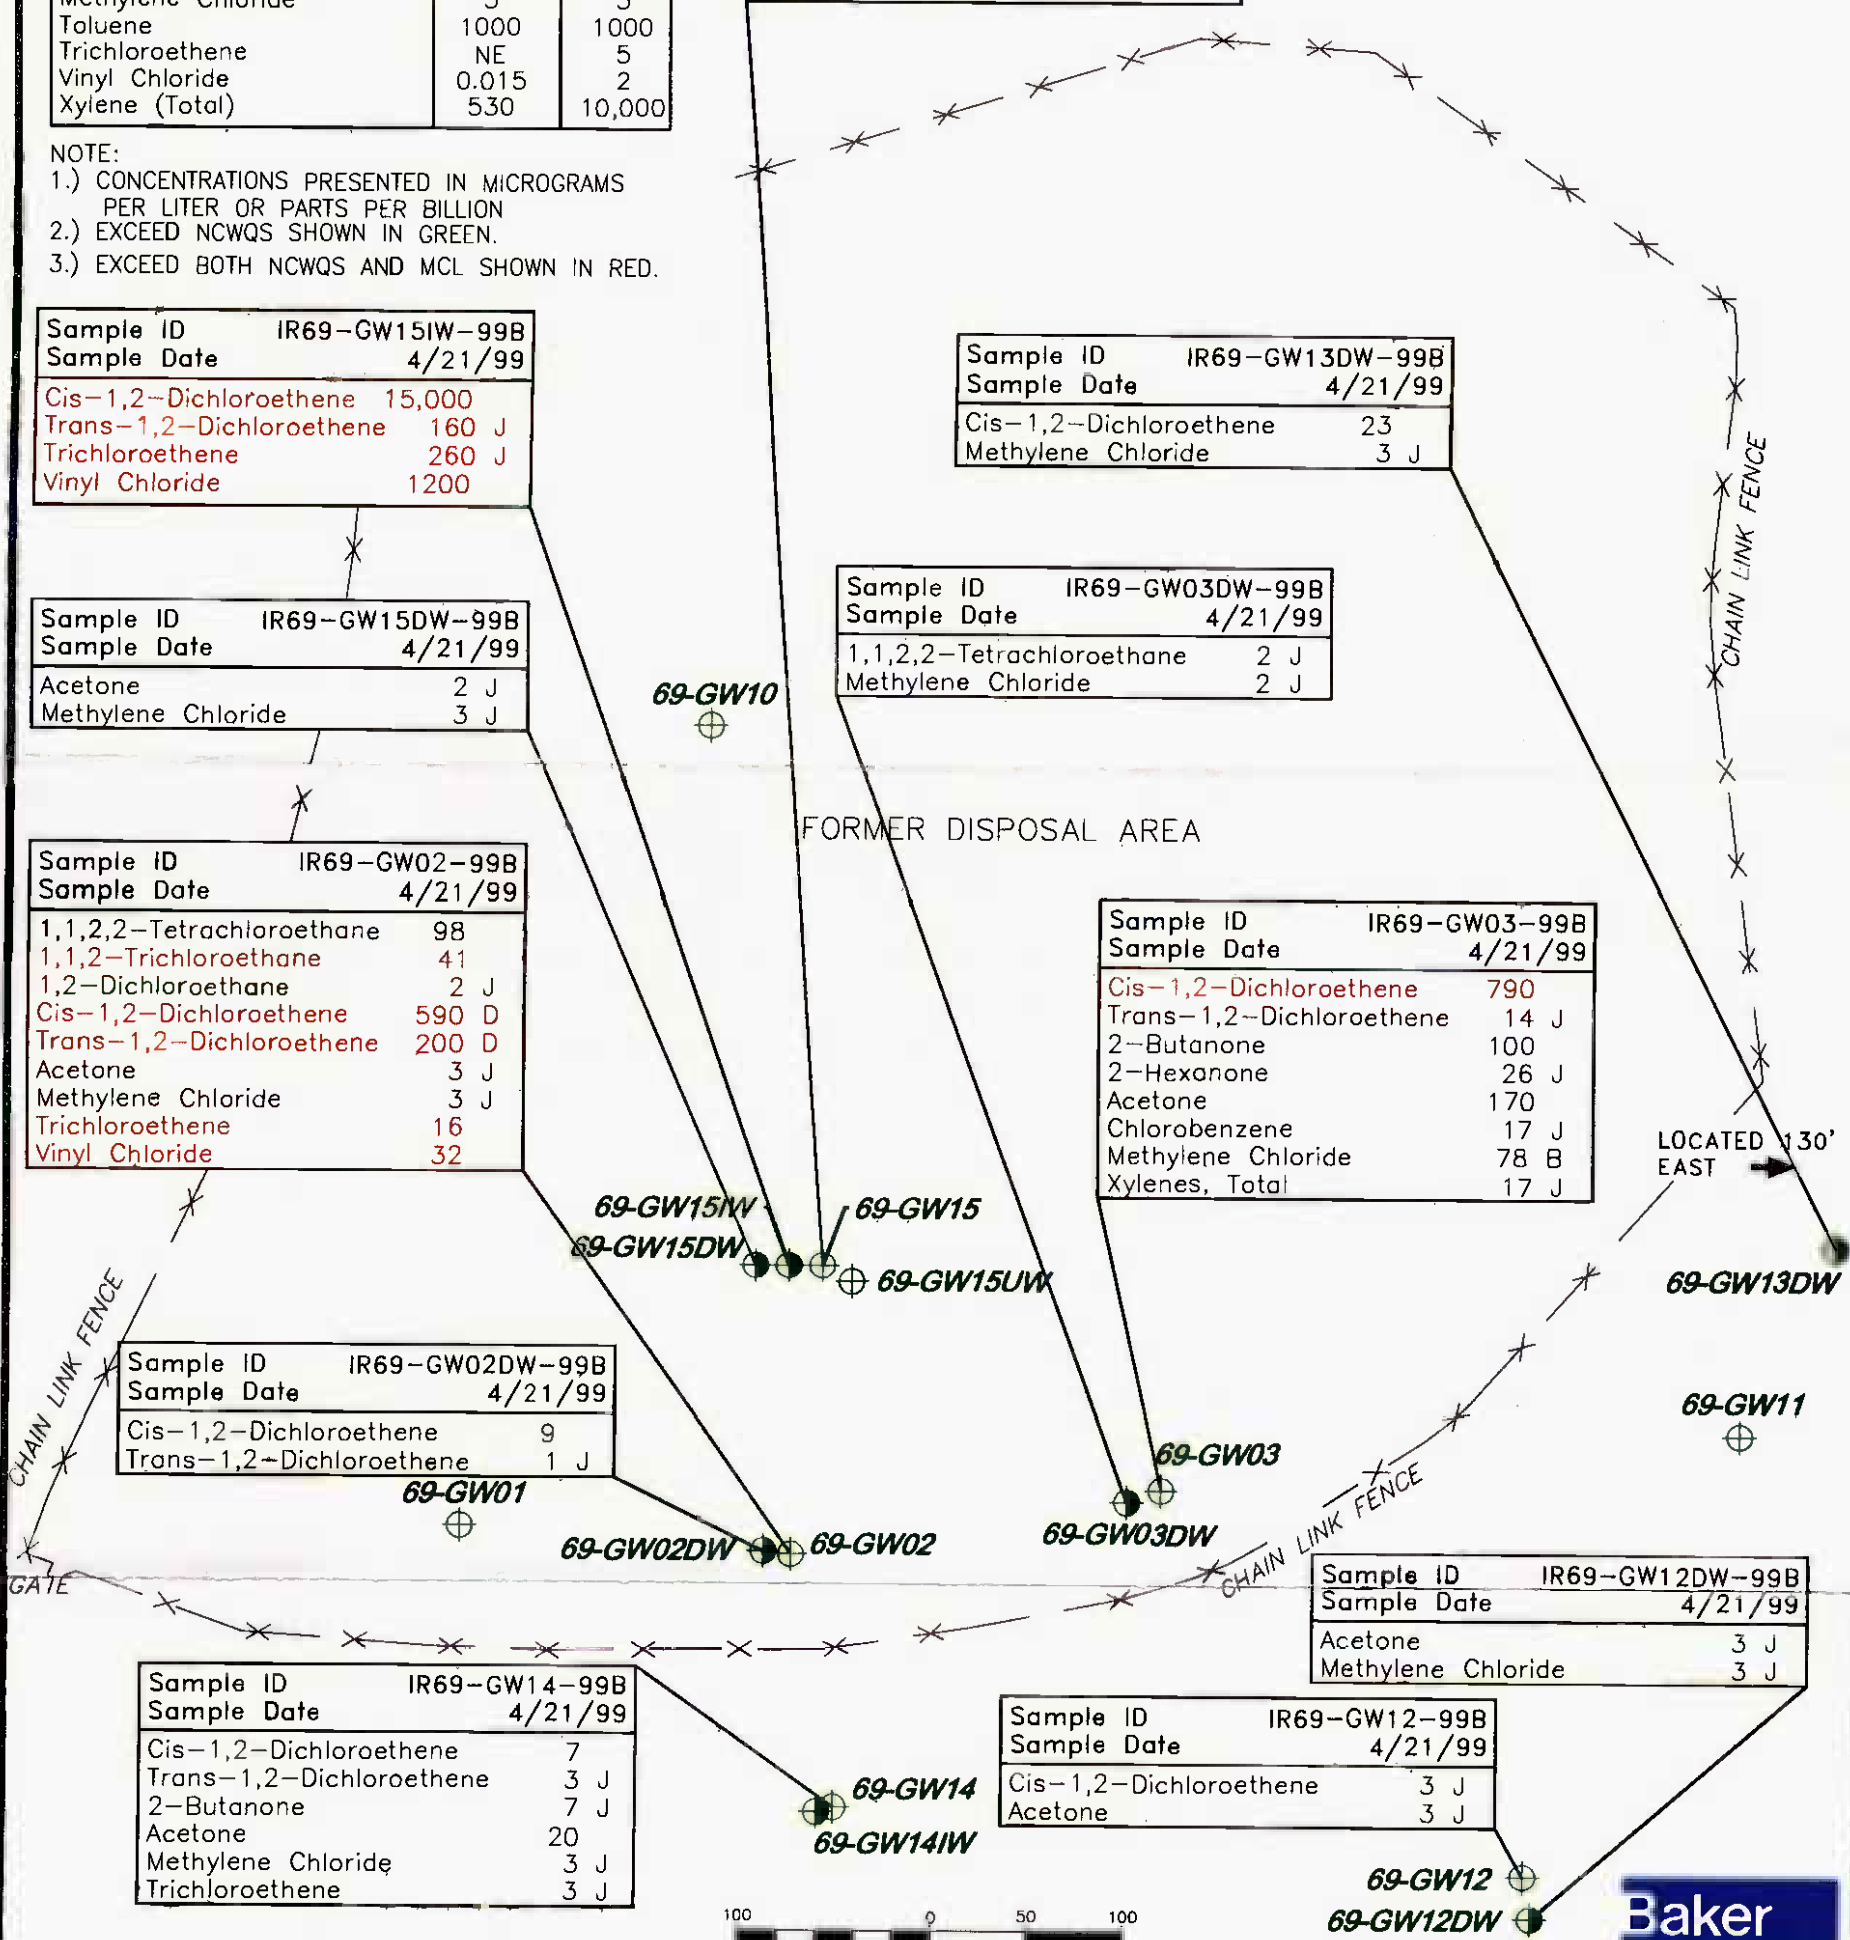 Methylene Chloride 5 5
Toluene 1000 1000
Trichloroethene NE 5
Vinyl Chloride 0.015 2
Xylene (Total) 530 10,000
NOTE:
1.) CONCENTRATIONS PRESENTED IN MICROGRAMS
PER LITER OR PARTS PER BILLION
2.) EXCEED NCWQS SHOWN IN GREEN.
3.) EXCEED BOTH NCWQS AND MCL SHOWN IN RED.
Sample ID IR69-GW15IW-99B
Sample Date 4/21/99
Cis-1,2-Dichloroethene 15,000
Trans-1,2-Dichloroethene 160 J
Trichloroethene 260 J
Vinyl Chloride 1200
Sample ID IR69-GW13DW-99B
Sample Date 4/21/99
Cis-1,2-Dichloroethene 23
Methylene Chloride 3 J
CHAIN LINK FENCE
Sample ID IR69-GW15DW-99B
Sample Date 4/21/99
Acetone 2 J
Methylene Chloride 3 J
Sample ID IR69-GW03DW-99B
Sample Date 4/21/99
1,1,2,2-Tetrachloroethane 2 J
Methylene Chloride 2 J
69-GW10
FORMER DISPOSAL AREA
Sample ID IR69-GW02-99B
Sample Date 4/21/99
1,1,2,2-Tetrachloroethane 98
1,1,2-Trichloroethane 41
1,2-Dichloroethane 2 J
Cis-1,2-Dichloroethene 590 D
Trans-1,2-Dichloroethene 200 D
Acetone 3 J
Methylene Chloride 3 J
Trichloroethene 16
Vinyl Chloride 32
Sample ID IR69-GW03-99B
Sample Date 4/21/99
Cis-1,2-Dichloroethene 790
Trans-1,2-Dichloroethene 14 J
2-Butanone 100
2-Hexanone 26 J
Acetone 170
Chlorobenzene 17 J
Methylene Chloride 78 B
Xylenes, Total 17 J
LOCATED 130'
EAST
69-GW15IW
69-GW15
69-GW15DW
69-GW15UW
69-GW13DW
CHAIN LINK FENCE
Sample ID IR69-GW02DW-99B
Sample Date 4/21/99
Cis-1,2-Dichloroethene 9
Trans-1,2-Dichloroethene 1 J
69-GW11
69-GW01
69-GW03
69-GW02DW
69-GW02
69-GW03DW
CHAIN LINK FENCE
GATE
Sample ID IR69-GW12DW-99B
Sample Date 4/21/99
Acetone 3 J
Methylene Chloride 3 J
Sample ID IR69-GW14-99B
Sample Date 4/21/99
Cis-1,2-Dichloroethene 7
Trans-1,2-Dichloroethene 3 J
2-Butanone 7 J
Acetone 20
Methylene Chloride 3 J
Trichloroethene 3 J
69-GW14
69-GW14IW
Sample ID IR69-GW12-99B
Sample Date 4/21/99
Cis-1,2-Dichloroethene 3 J
Acetone 3 J
69-GW12
69-GW12DW
100 0 50 100
Baker